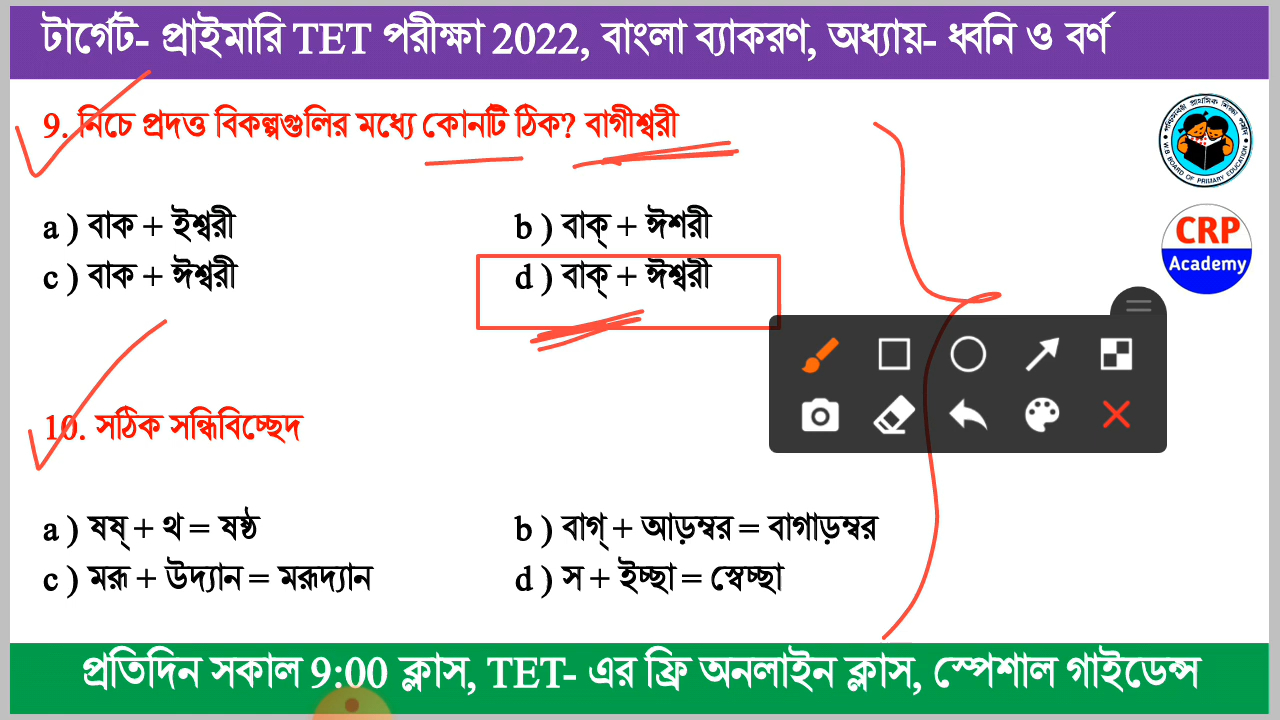 টার্গেট- প্রাইমারি TET পরীক্ষা 2022, বাংলা ব্যাকরণ, অধ্যায়- ধ্বনি ও বর্ণ
9. নিচে প্রদত্ত বিকল্পগুলির মধ্যে কোনটি ঠিক? বাগীশ্বরী
a ) বাক + ইশ্বরী
b ) বাক্ + ঈশরী
c ) বাক + ঈশ্বরী
d ) বাক্ + ঈশ্বরী
CRP
Academy
10. সঠিক সন্ধিবিচ্ছেদ
a ) ষষ্ + থ = ষষ্ঠ
b ) বাগ্ + আড়ম্বর = বাগাড়ম্বর
c ) মরূ + উদ্যান = মরূদ্যান
d ) স + ইচ্ছা = স্বেচ্ছা
প্রতিদিন সকাল 9:00 ক্লাস, TET- এর ফ্রি অনলাইন ক্লাস, স্পেশাল গাইডেন্স